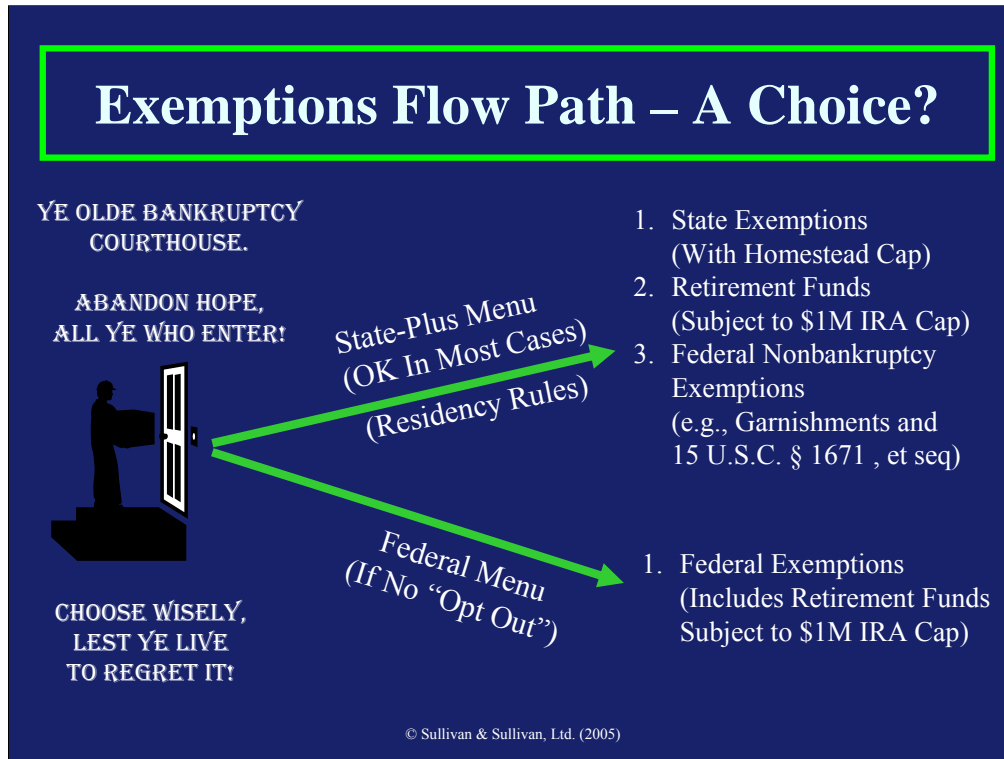 Exemptions Flow Path – A Choice?
YE OLDE BANKRUPTCY
COURTHOUSE.
ABANDON HOPE,
ALL YE WHO ENTER!
CHOOSE WISELY,
LEST YE LIVE
TO REGRET IT!
State-Plus Menu
(OK In Most Cases)
(Residency Rules)
1. State Exemptions
(With Homestead Cap)
2. Retirement Funds
(Subject to $1M IRA Cap)
3. Federal Nonbankruptcy
Exemptions
(e.g., Garnishments and
15 U.S.C. § 1671 , et seq)
Federal Menu
(If No “Opt Out”)
1. Federal Exemptions
(Includes Retirement Funds
Subject to $1M IRA Cap)
© Sullivan & Sullivan, Ltd. (2005)